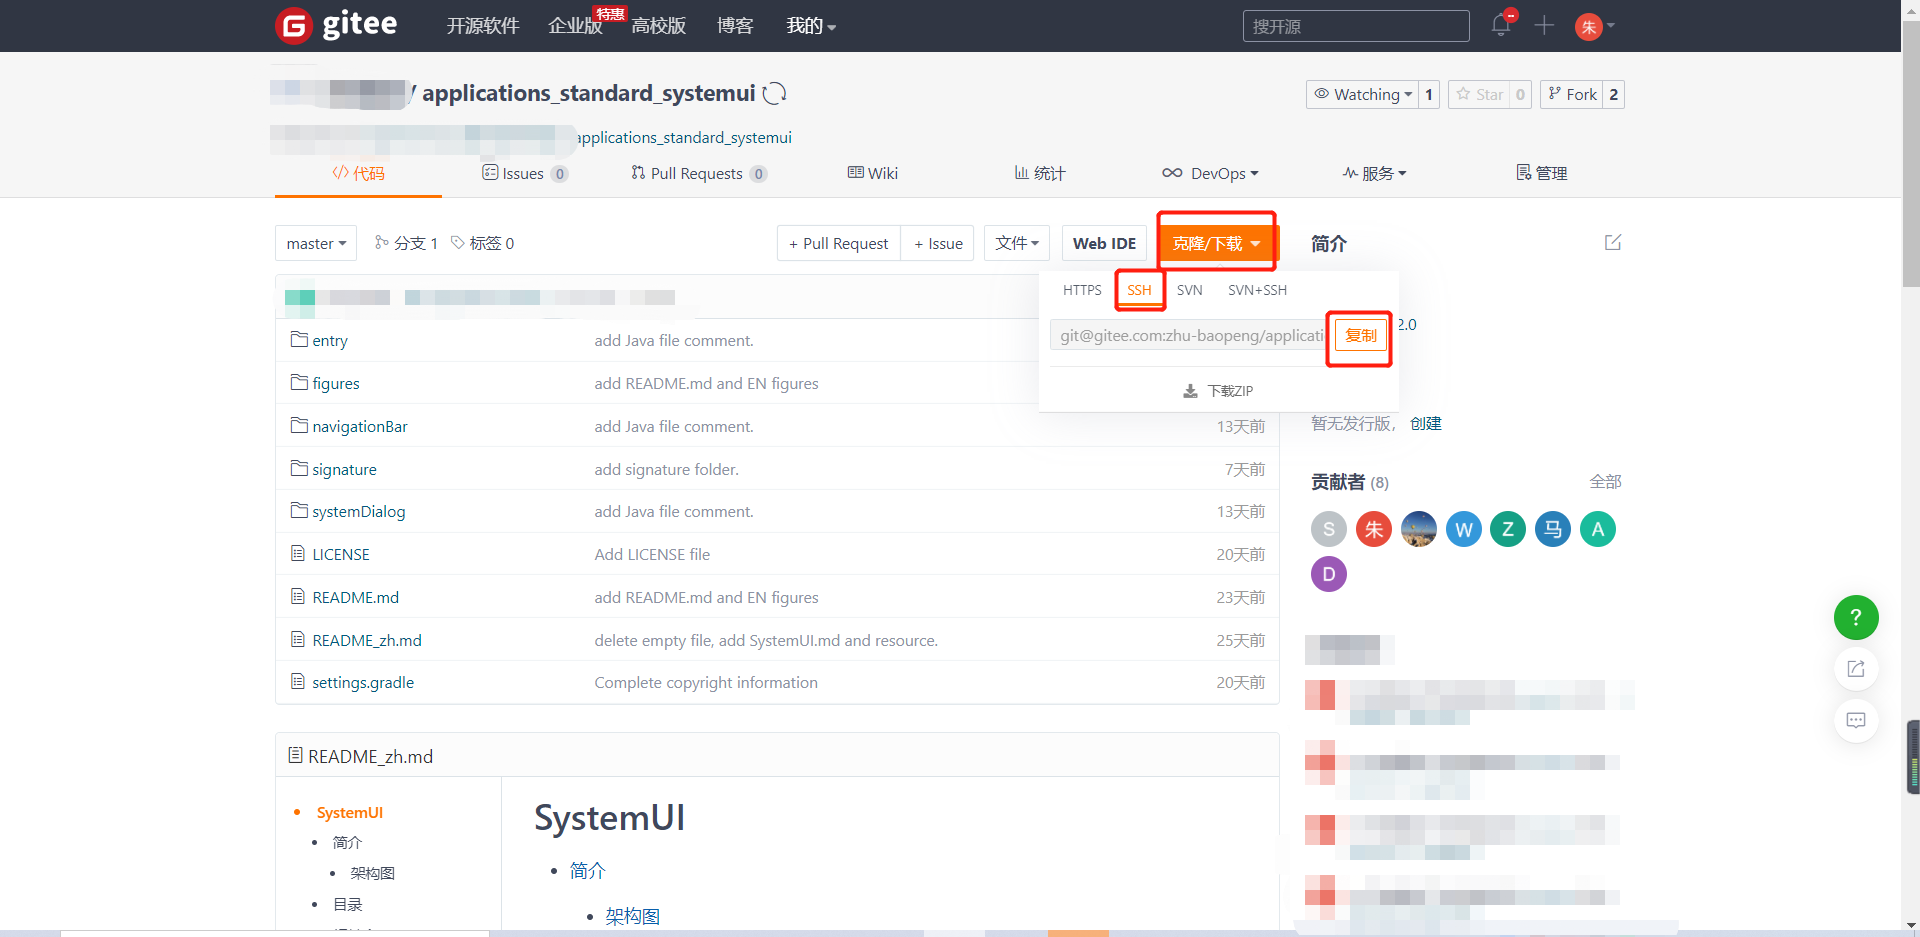 gitee 开源软件 企业版 特惠 高校版 博客 我的 搜开源 朱
/ applications_standard_systemui Watching 1 Star 0 Fork 2
applications_standard_systemui
代码 Issues 0 Pull Requests 0 Wiki 统计 DevOps 服务 管理
master 分支 1 标签 0 + Pull Request + Issue 文件 Web IDE 克隆/下载 简介
HTTPS SSH SVN SVN+SSH
git@gitee.com:zhu-baopeng/applicati 复制 2.0
下载ZIP
entry add Java file comment.
figures add README.md and EN figures
navigationBar add Java file comment. 13天前
暂无发行版， 创建
signature add signature folder. 7天前
贡献者 (8) 全部
systemDialog add Java file comment. 13天前
S 朱 W Z 马 A
LICENSE Add LICENSE file 20天前
D
README.md add README.md and EN figures 23天前
README_zh.md delete empty file, add SystemUI.md and resource. 25天前
settings.gradle Complete copyright information 20天前
README_zh.md
SystemUI
简介
架构图
目录
SystemUI
简介
架构图